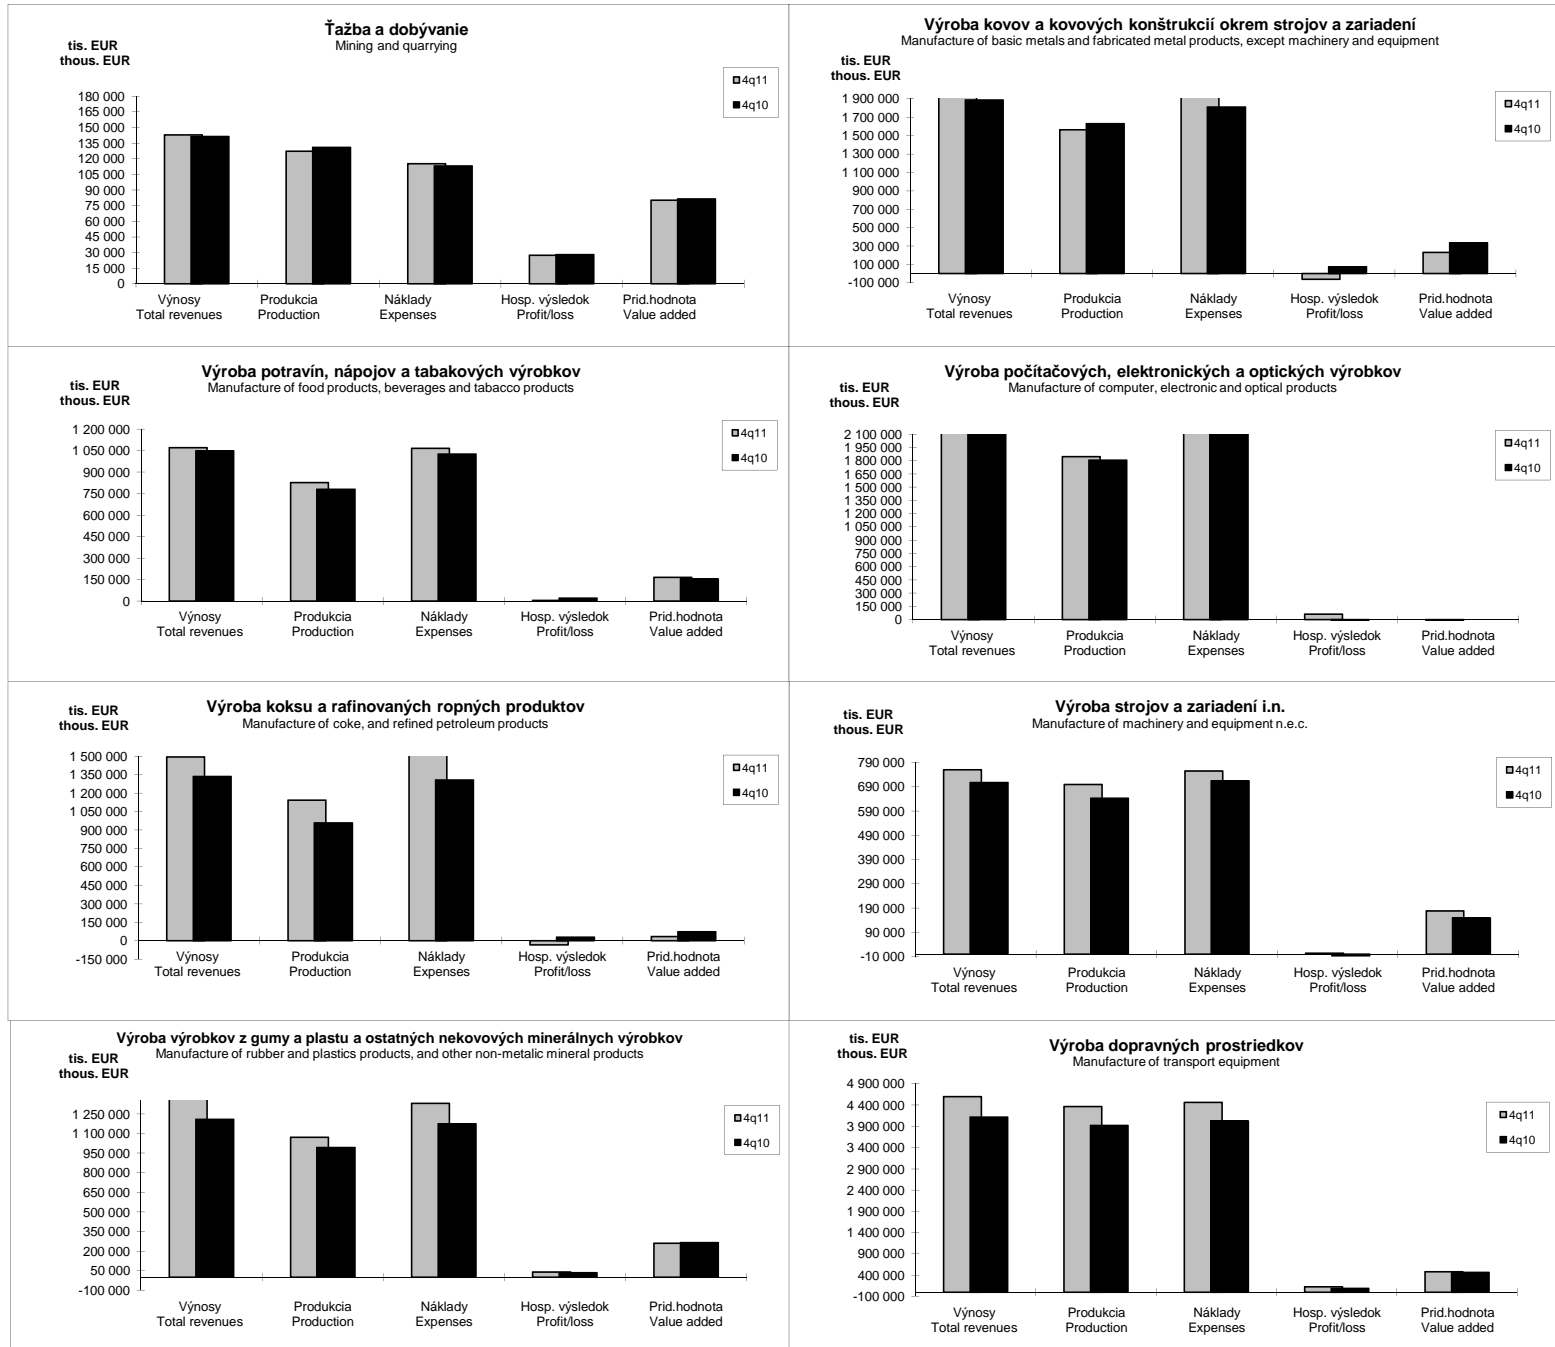 Ťažba a dobývanie
Mining and quarrying
tis. EUR
thous. EUR
4q11
4q10
180 000
165 000
150 000
135 000
120 000
105 000
90 000
75 000
60 000
45 000
30 000
15 000
0
Výnosy Produkcia Náklady Hosp. výsledok Prid.hodnota
Total revenues Production Expenses Profit/loss Value added
Výroba kovov a kovových konštrukcií okrem strojov a zariadení
Manufacture of basic metals and fabricated metal products, except machinery and equipment
tis. EUR
thous. EUR
4q11
4q10
1 900 000
1 700 000
1 500 000
1 300 000
1 100 000
900 000
700 000
500 000
300 000
100 000
-100 000
Výnosy Produkcia Náklady Hosp. výsledok Prid.hodnota
Total revenues Production Expenses Profit/loss Value added
Výroba potravín, nápojov a tabakových výrobkov
Manufacture of food products, beverages and tabacco products
tis. EUR
thous. EUR
4q11
4q10
1 200 000
1 050 000
900 000
750 000
600 000
450 000
300 000
150 000
0
Výnosy Produkcia Náklady Hosp. výsledok Prid.hodnota
Total revenues Production Expenses Profit/loss Value added
Výroba počítačových, elektronických a optických výrobkov
Manufacture of computer, electronic and optical products
tis. EUR
thous. EUR
4q11
4q10
2 100 000
1 950 000
1 800 000
1 650 000
1 500 000
1 350 000
1 200 000
1 050 000
900 000
750 000
600 000
450 000
300 000
150 000
0
Výnosy Produkcia Náklady Hosp. výsledok Prid.hodnota
Total revenues Production Expenses Profit/loss Value added
Výroba koksu a rafinovaných ropných produktov
Manufacture of coke, and refined petroleum products
tis. EUR
thous. EUR
4q11
4q10
1 500 000
1 350 000
1 200 000
1 050 000
900 000
750 000
600 000
450 000
300 000
150 000
0
-150 000
Výnosy Produkcia Náklady Hosp. výsledok Prid.hodnota
Total revenues Production Expenses Profit/loss Value added
Výroba strojov a zariadení i.n.
Manufacture of machinery and equipment n.e.c.
tis. EUR
thous. EUR
4q11
4q10
790 000
690 000
590 000
490 000
390 000
290 000
190 000
90 000
-10 000
Výnosy Produkcia Náklady Hosp. výsledok Prid.hodnota
Total revenues Production Expenses Profit/loss Value added
Výroba výrobkov z gumy a plastu a ostatných nekovových minerálnych výrobkov
Manufacture of rubber and plastics products, and other non-metalic mineral products
tis. EUR
thous. EUR
4q11
4q10
1 250 000
1 100 000
950 000
800 000
650 000
500 000
350 000
200 000
50 000
-100 000
Výnosy Produkcia Náklady Hosp. výsledok Prid.hodnota
Total revenues Production Expenses Profit/loss Value added
Výroba dopravných prostriedkov
Manufacture of transport equipment
tis. EUR
thous. EUR
4q11
4q10
4 900 000
4 400 000
3 900 000
3 400 000
2 900 000
2 400 000
1 900 000
1 400 000
900 000
400 000
-100 000
Výnosy Produkcia Náklady Hosp. výsledok Prid.hodnota
Total revenues Production Expenses Profit/loss Value added